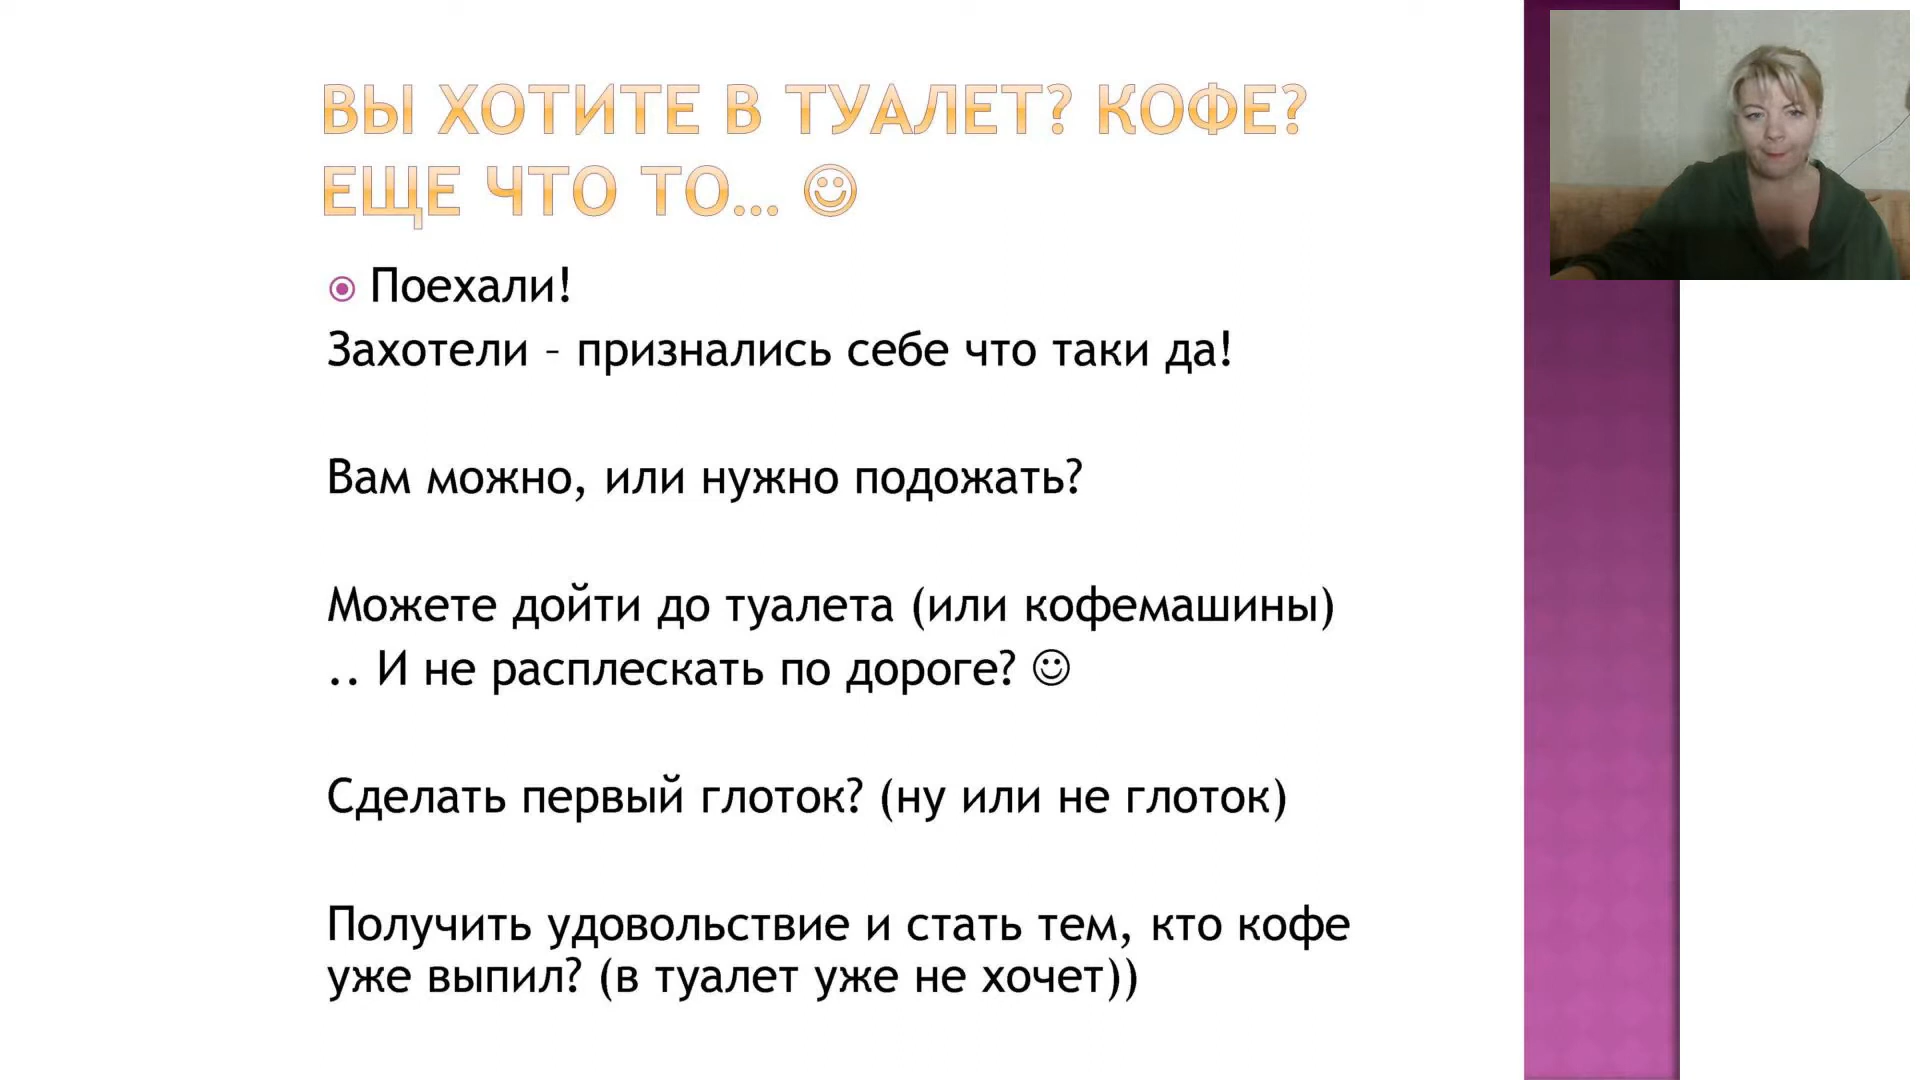 ВЫ ХОТИТЕ В ТУАЛЕТ? КОФЕ?
ЕЩЕ ЧТО ТО… ☺
Поехали!
Захотели – признались себе что таки да!
Вам можно, или нужно подожать?
Можете дойти до туалета (или кофемашины)
.. И не расплескать по дороге? ☺
Сделать первый глоток? (ну или не глоток)
Получить удовольствие и стать тем, кто кофе
уже выпил? (в туалет уже не хочет))